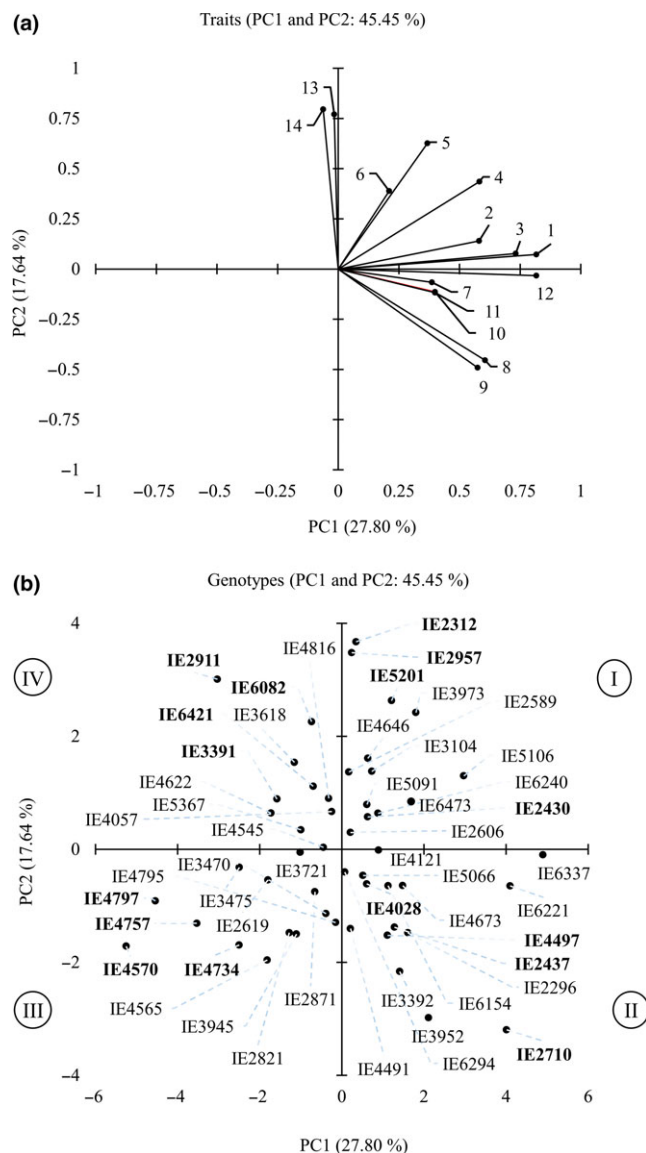 (a)
Traits (PC1 and PC2: 45.45 %)
1
13
0.75
14
5
0.5
6
4
0.25
2
3
1
0
7
12
−0.25
11
10
−0.5
8
9
−0.75
−1
−1
−0.75
−0.5
−0.25
0
0.25
0.5
0.75
1
PC2 (17.64 %)
PC1 (27.80 %)
(b)
Genotypes (PC1 and PC2: 45.45 %)
4
IE2312
IE4816
IE2957
IV
IE2911
I
IE6082
IE5201
IE3973
IE6421
IE2589
IE3618
IE4646
2
IE3104
IE3391
IE5106
IE4622
IE5091
IE6240
IE5367
IE4057
IE6473
IE2430
IE4545
IE2606
0
IE4121
IE3470
IE3721
IE6337
IE4795
IE5066
IE3475
IE6221
IE4797
IE4028
IE4673
IE4757
IE2619
IE4497
−2
IE4570
IE4734
IE2437
IE2871
IE2296
IE4565
IE3392
IE6154
III
II
IE3945
IE3952
IE2710
IE2821
IE6294
IE4491
−4
−6
−4
−2
0
2
4
6
PC2 (17.64 %)
PC1 (27.80 %)